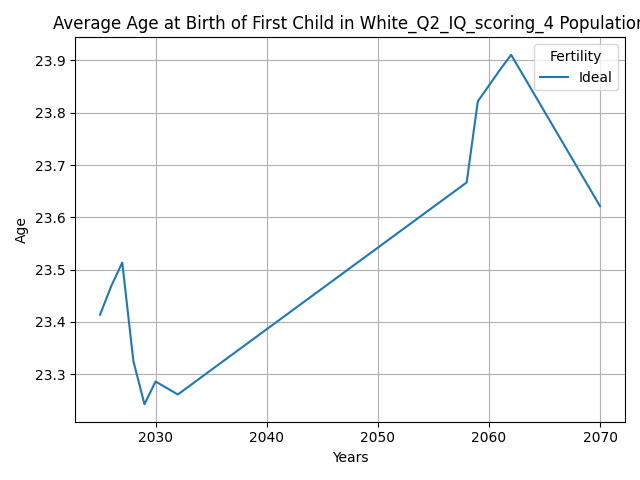 Average Age at Birth of First Child in White_Q2_IQ_scoring_4 Population
Fertility
Ideal
23.9
23.8
23.7
23.6
23.5
23.4
23.3
Age
2030 2040 2050 2060 2070
Years